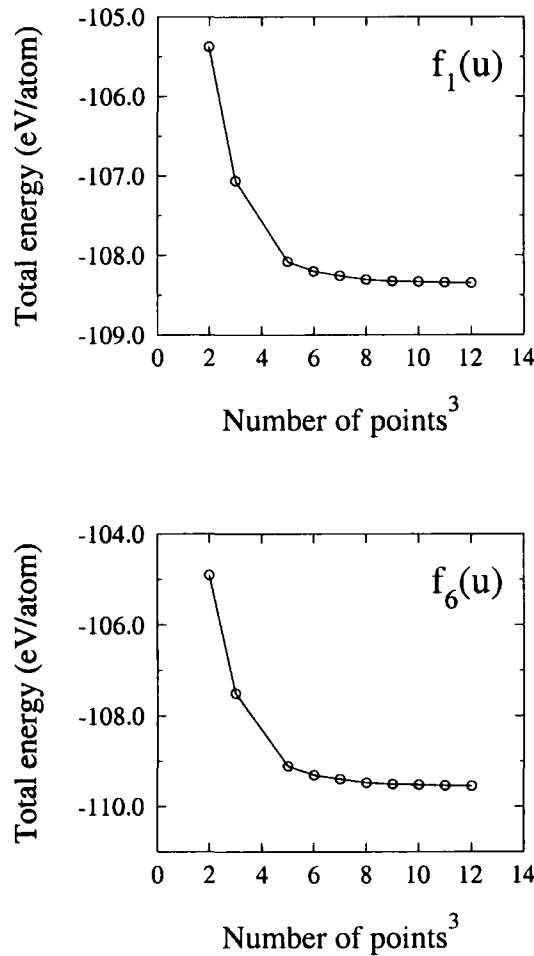 -105.0
f1(u)
-106.0
-107.0
-108.0
-109.0
Total energy (eV/atom)
0 2 4 6 8 10 12 14
Number of points³
-104.0
f6(u)
-106.0
-108.0
-110.0
Total energy (eV/atom)
0 2 4 6 8 10 12 14
Number of points³